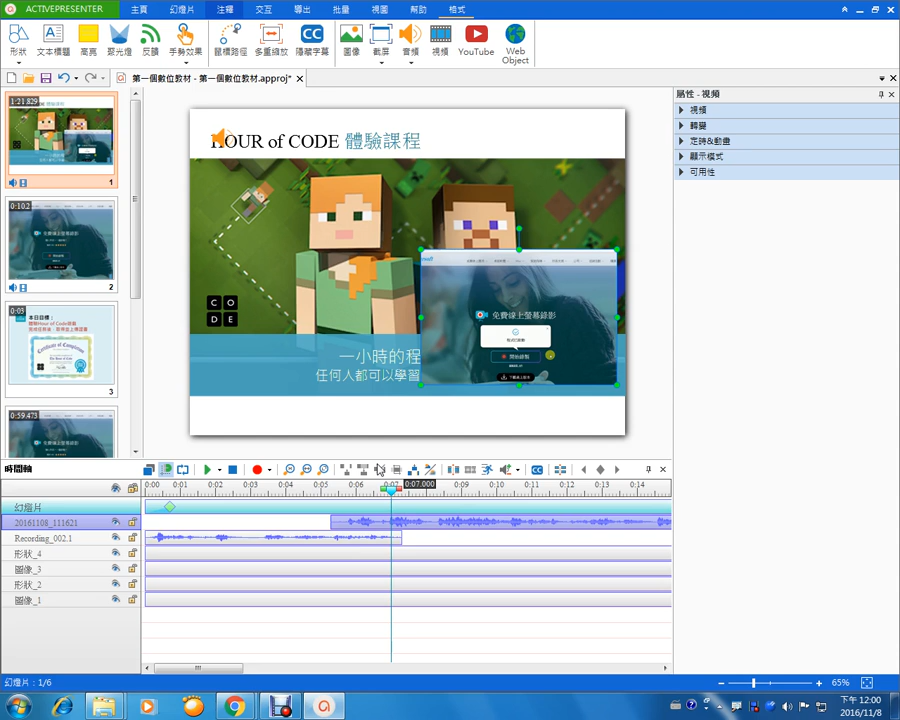 ACTIVEPRESENTER
主頁 幻燈片 注釋 交互 導出 批量 視圖 幫助 格式
形狀 文本標題 高亮 聚光燈 反饋 手勢效果 鼠標路徑 多重縮放 隱藏字幕 圖像 截屏 音頻 視頻 YouTube Web Object
第一個數位教材 - 第一個數位教材.approj*
1:21.829
1
0:10.2
2
0:03
本日目標：
Certificate of Completion
3
0:59.473
HOUR of CODE 體驗課程
C O
D E
一小時的程
任何人都可以學習
免費線上螢幕錄影
開始錄製
屬性 - 視頻
視頻
轉變
定時&動畫
顯示模式
可用性
時間軸
CC
0:00 0:01 0:02 0:03 0:04 0:05 0:06 0:07 0:07.000 0:09 0:10 0:11 0:12 0:13 0:14
幻燈片
20161108_111621
Recording_002.1
形狀_4
圖像_3
形狀_2
圖像_1
幻燈片：1/6
65%
下午 12:00
2016/11/8